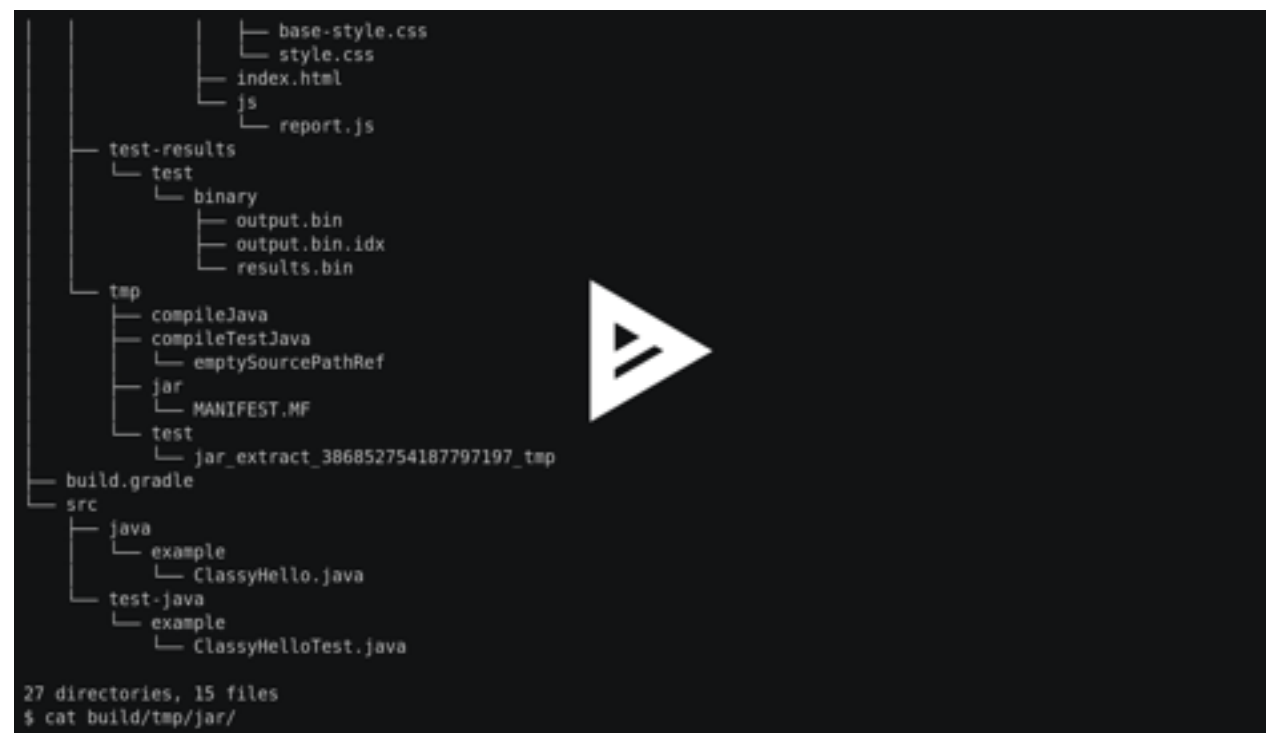 │   │           │   ├── base-style.css
│   │           │   └── style.css
│   │           ├── index.html
│   │           └── js
│   │               └── report.js
│   ├── test-results
│   │   └── test
│   │       └── binary
│   │           ├── output.bin
│   │           ├── output.bin.idx
│   │           └── results.bin
│   └── tmp
│       ├── compileJava
│       ├── compileTestJava
│       │   └── emptySourcePathRef
│       ├── jar
│       │   └── MANIFEST.MF
│       └── test
│           └── jar_extract_386852754187797197_tmp
├── build.gradle
└── src
    ├── java
    │   └── example
    │       └── ClassyHello.java
    └── test-java
        └── example
            └── ClassyHelloTest.java

27 directories, 15 files
$ cat build/tmp/jar/